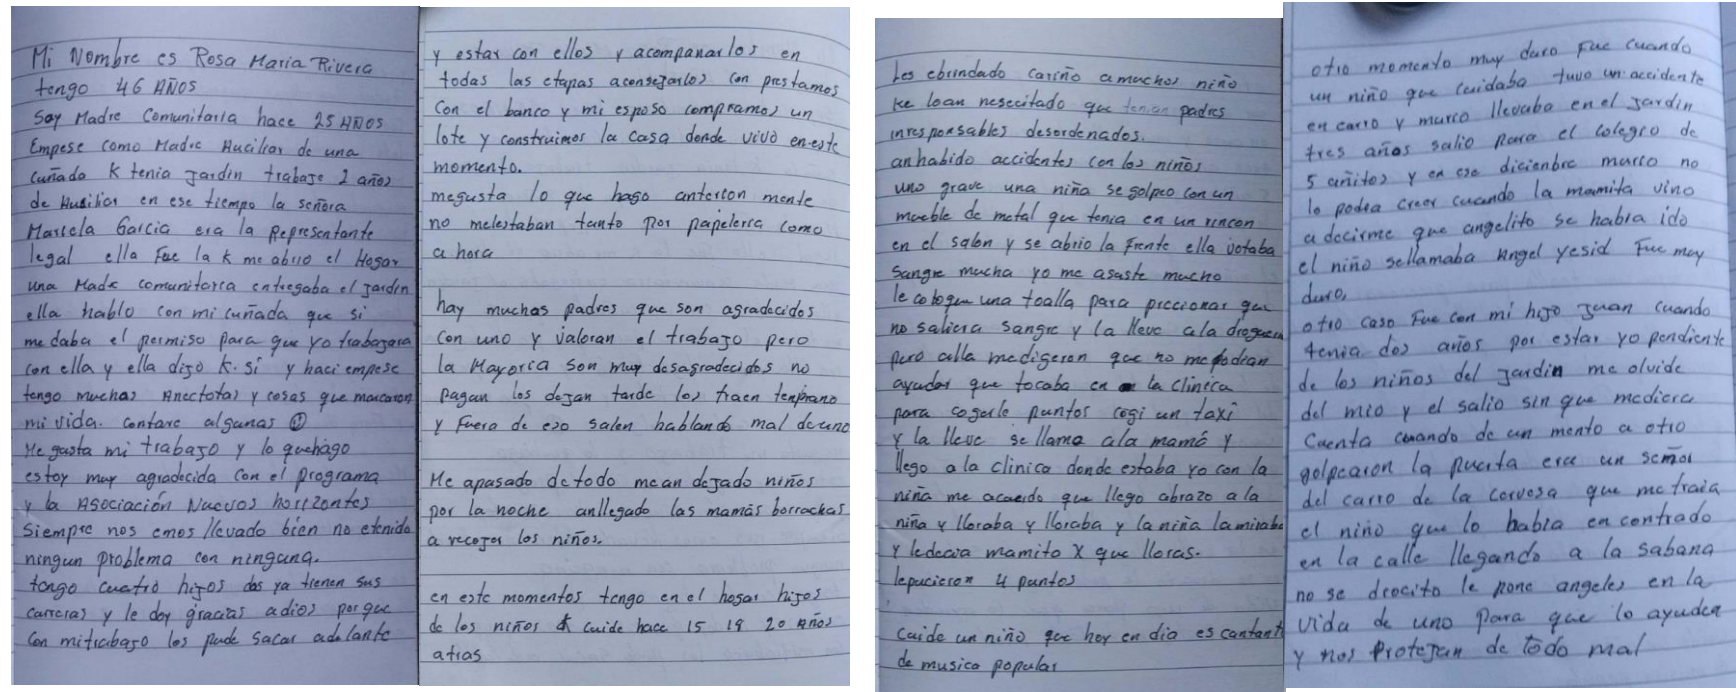 Mi Nombre es Rosa Maria Rivera
tengo 46 AÑOS
Soy Madre Comunitaria hace 25 AÑOS
Empese como Madre Auciliar de una
cuñado k tenia jardin trabaje 2 años
de Auciliar en ese tiempo la señora
Marcela Garcia era la Representante
legal ella Fue la k me abrio el Hogar
una Made comunitaria entregaba el jardin
ella hablo con mi cuñada que si
me daba el permiso para que yo trabajara
con ella y ella dijo k. si y haci empese
tengo muchas Anectotas y cosas que marcaron
mi vida. contare algunas
Me gusta mi trabajo y lo quehago
estoy muy agradecida con el programa
y la Asociación Nuevos horizontes
Siempre nos emos llevado bien no etenido
ningun problema con ninguna.
tengo cuatro hijos dos ya tienen sus
carreras y le doy gracias adios porque
con mitrabajo los pude sacar adelante
y estar con ellos y acompanarlos en
todas las etapas aconsejarlos con prestamos
Con el banco y mi esposo compramos un
lote y construimos la casa donde vivo eneste
momento.
megusta lo que hago anterion mente
no melestaban tanto por papeleria como
a hora
hay muchos padres que son agradecidos
con uno y valoran el trabajo pero
la Mayoria son muy desagradecidos no
pagan los dejan tarde los traen temprano
y fuera de eso salen hablando mal deuno
Me apasado detodo mean dejado niños
por la noche anllegado las mamás borrachas
a recojer los niños.
en este momentos tengo en el hogar hijos
de los niños k cuide hace 15 19 20 años
atras
Les ebrindado cariño amuchos niño
ke loan nesecitado que tenian padres
inresponsables desordenados.
anhabido accidentes con los niños
uno grave una niña se golpeo con un
mueble de metal que tenia en un rincon
en el salon y se abrio la frente ella votaba
sangre mucha yo me asuste mucho
le coloque una toalla para preccionar que
no saliera sangre y la lleve ala drogueria
pero alla medigeron que no me podian
ayudar que tocaba en la clinica
para cogerle puntos cogi un taxi
y la lleve se llamo ala mamá y
llego a la clinica donde estaba yo con la
niña me acuerdo que llego abrazo a la
niña y lloraba y lloraba y la niña la miraba
y ledecia mamito X que lloras.
lepucieron 4 puntos
Cuide un niño que hoy en dia es cantante
de musica popular
otro momento muy duro Fue cuando
un niño que cuidaba tuvo un accidente
en carro y murio llevaba en el jardin
tres años salio para el colegio de
5 añitos y en ese diciembre murio no
lo podia creer cuando la mamita vino
a decirme que angelito se habia ido
el niño sellamaba Angel yesid Fue muy
duro,
otro caso Fue con mi hijo Juan cuando
tenia dos años por estar yo pendiente
de los niños del jardin me olvide
del mio y el salio sin que mediera
cuenta cuando de un mento a otro
golpearon la puerta era un señor
del carro de la cervesa que me traia
el niño que lo habia en contrado
en la calle llegando a la sabana
no se diocito le pone angeles en la
vida de uno para que lo ayuden
y nos Protejan de todo mal